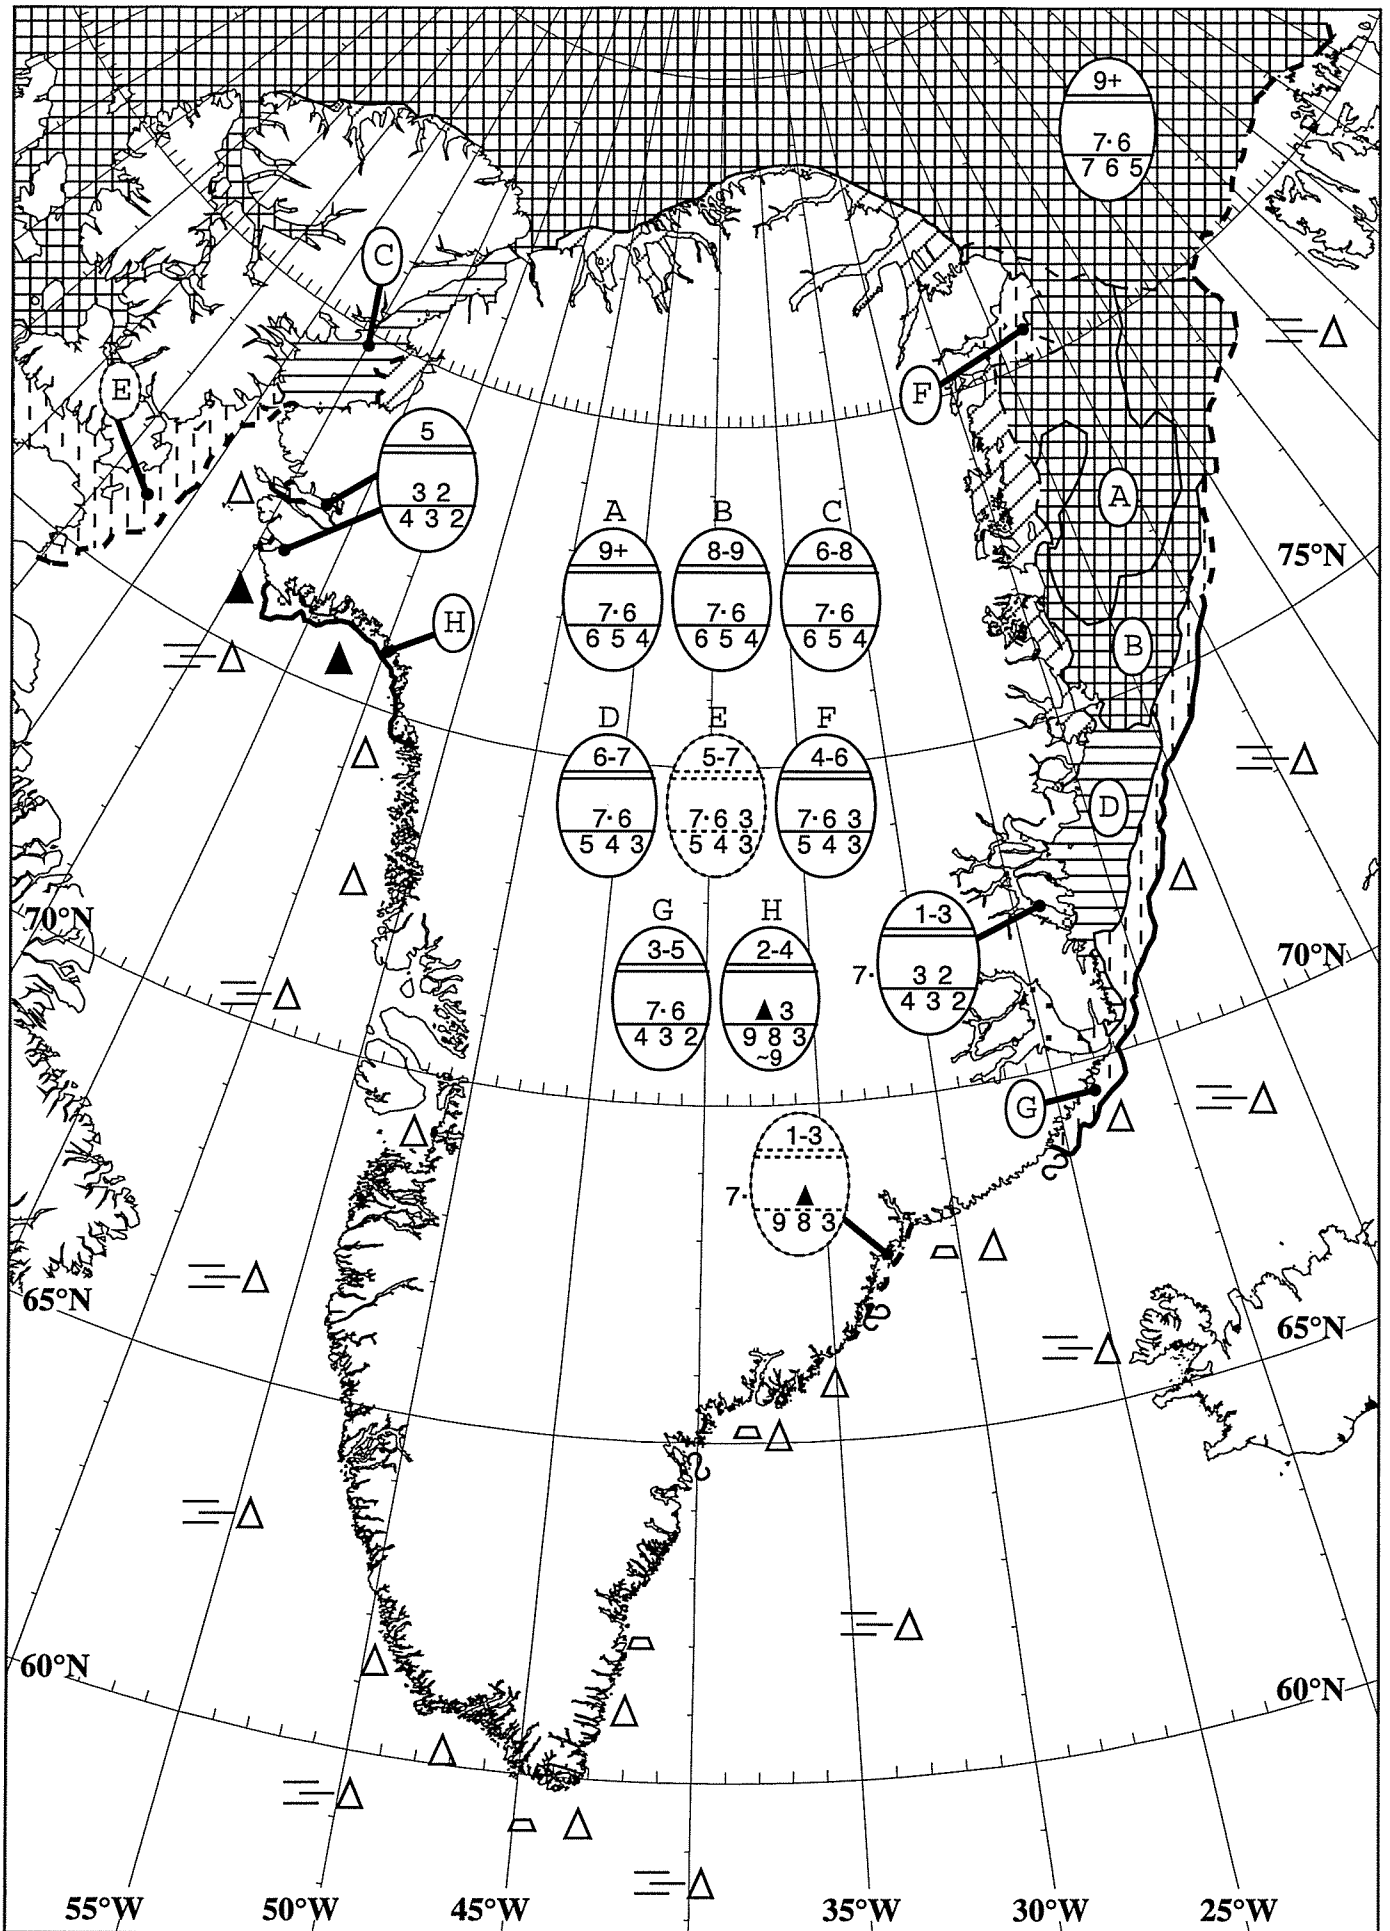 9+
7·6
7 6 5
C
E
F
5
3 2
4 3 2
A
A B C
9+ 8-9 6-8
7·6 7·6 7·6
6 5 4 6 5 4 6 5 4
75°N
H
B
D E F
6-7 5-7 4-6
7·6 7·6 3 7·6 3
5 4 3 5 4 3 5 4 3
D
70°N
G H
3-5 2-4
7·6 ▲ 3
4 3 2 9 8 3
~9
1-3
7· 3 2
4 3 2
70°N
G
1-3
7· ▲
9 8 3
65°N
65°N
60°N
60°N
55°W 50°W 45°W 35°W 30°W 25°W